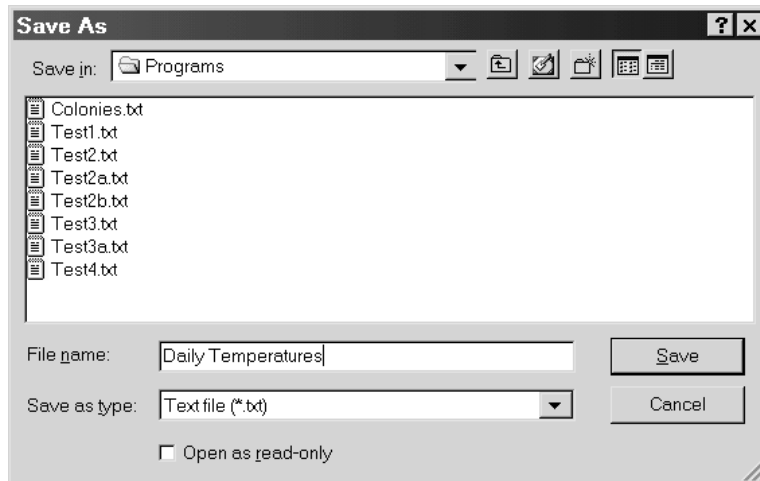 Save As
Save in: Programs
Colonies.txt
Test1.txt
Test2.txt
Test2a.txt
Test2b.txt
Test3.txt
Test3a.txt
Test4.txt
File name: Daily Temperatures Save
Save as type: Text file (*.txt) Cancel
Open as read-only